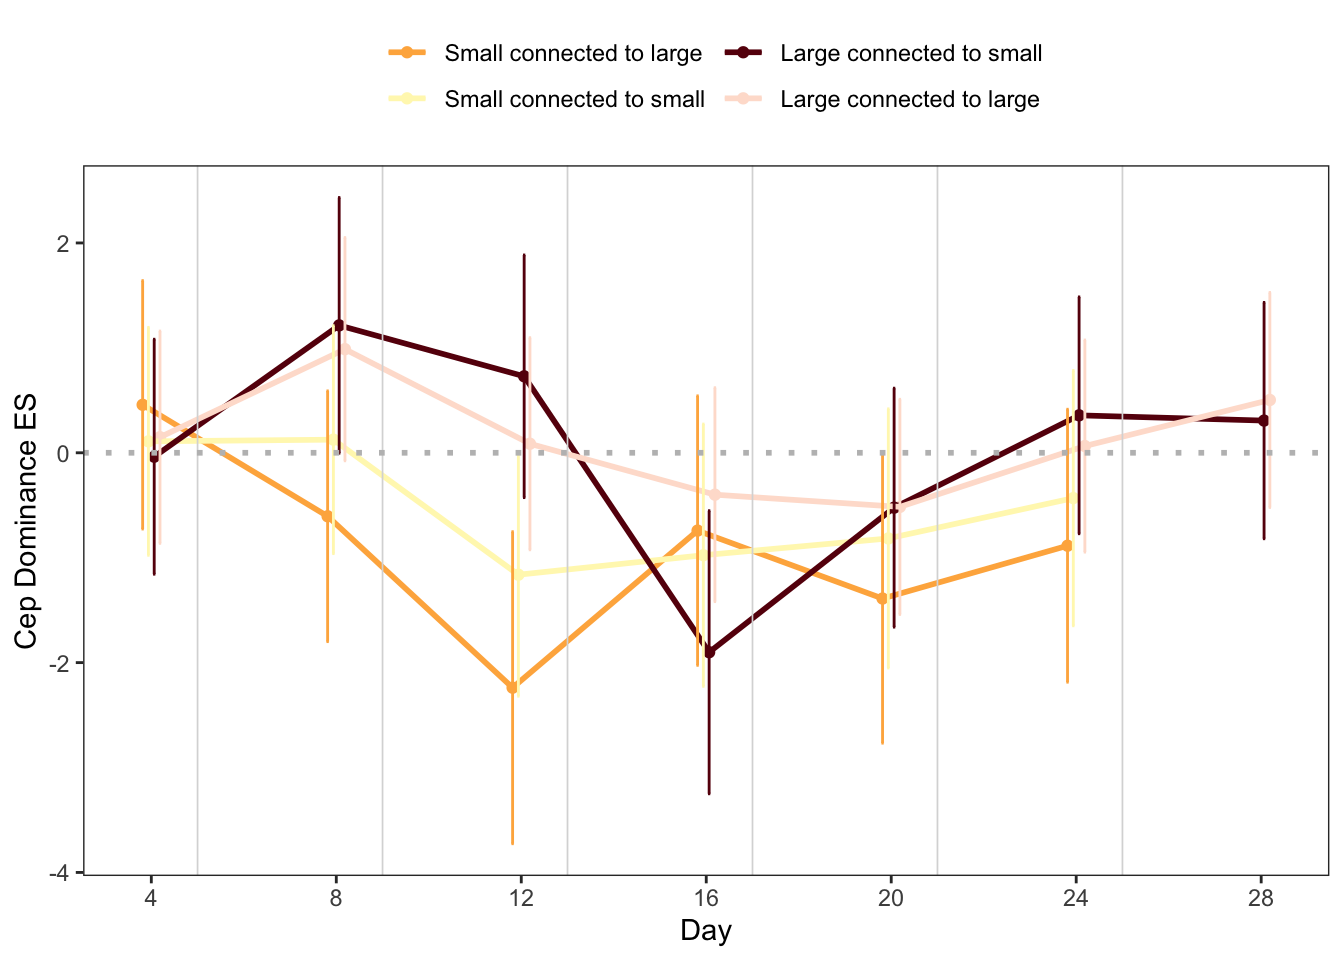 Small connected to large
Large connected to small
Small connected to small
Large connected to large
Cep Dominance ES
2
0
-2
-4
4 8 12 16 20 24 28
Day